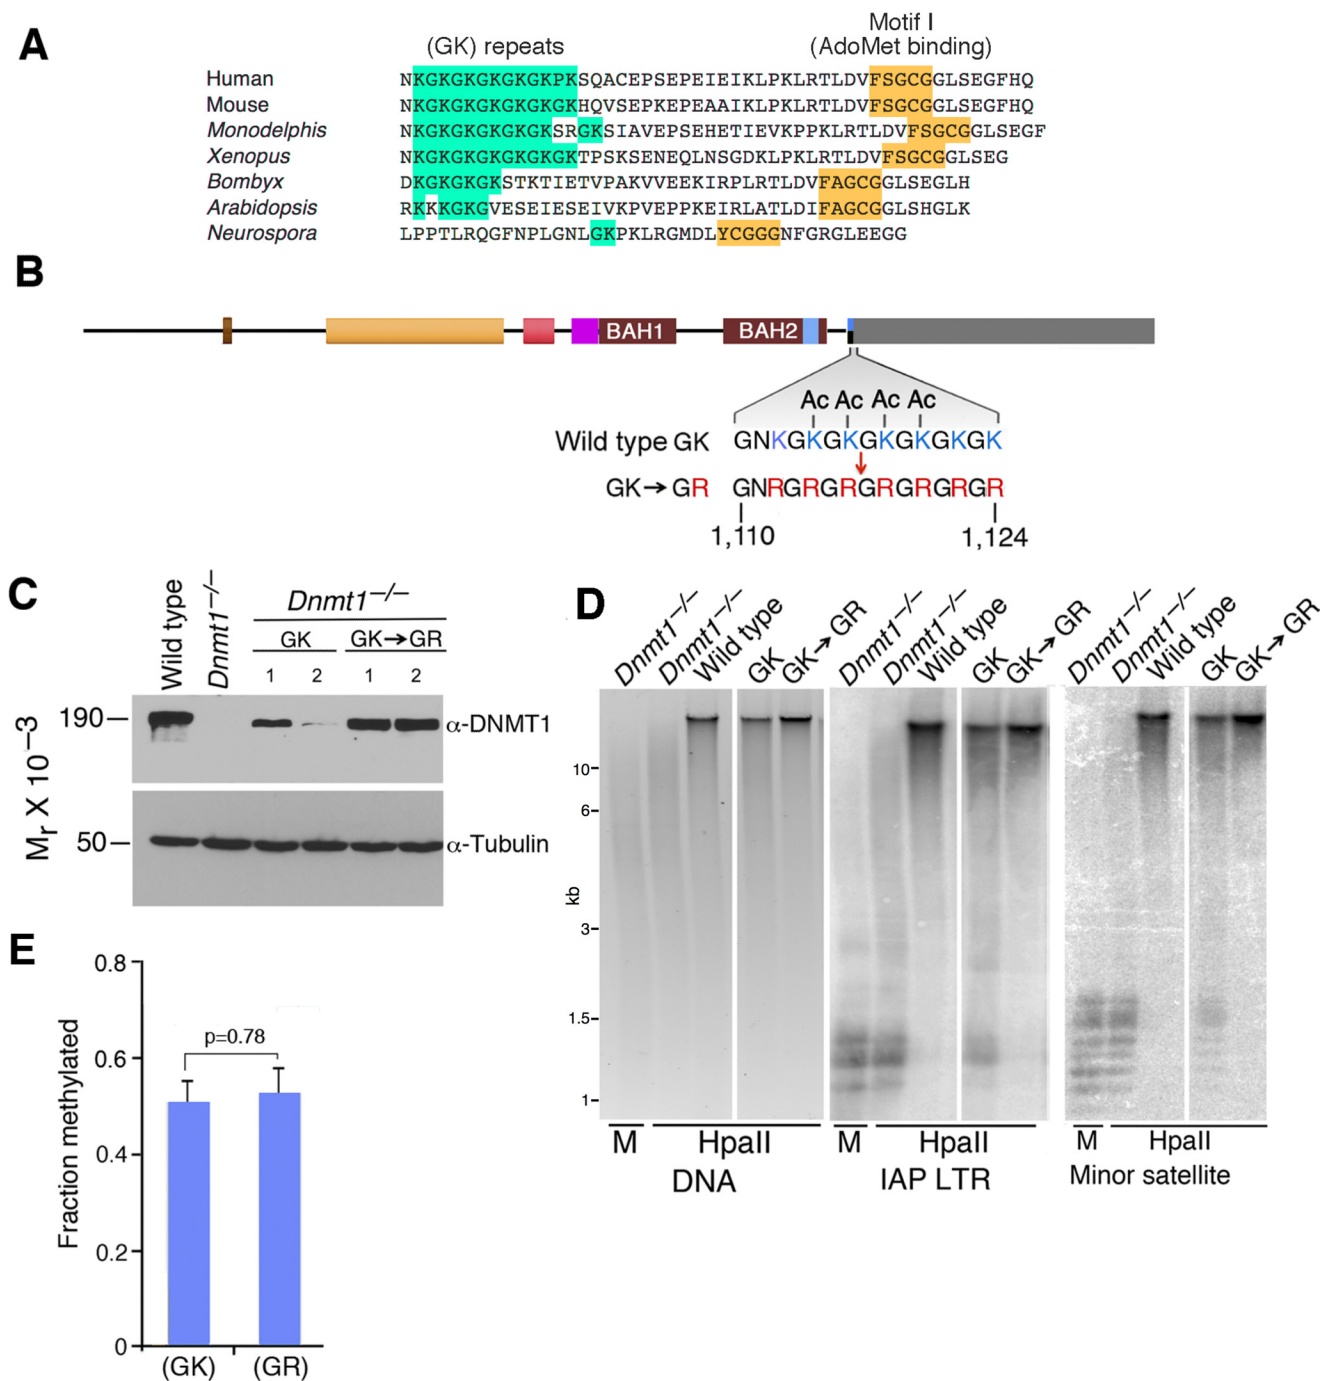 A
(GK) repeats
Motif I
(AdoMet binding)
Human NKGKGKGKGKGKPKSQACEPSEPEIEIKLPKLRTLDVFSGCGGLSEGFHQ
Mouse NKGKGKGKGKGKGKHQVSEPKEPEAAIKLPKLRTLDVFSGCGGLSEGFHQ
Monodelphis NKGKGKGKGKGKSRGKSIAVEPSEHETIEVKPPKLRTLDVFSGCGGLSEGF
Xenopus NKGKGKGKGKGKGKTPSKSENEQLNSGDKLPKLRTLDVFSGCGGLSEG
Bombyx DKGKGKGKSTKTIETVPAKVVEEKIRPLRTLDVFAGCGGLSEGLH
Arabidopsis RKKKGKGVESEIESEIVKPVEPPKEIRLATLDIFAGCGGLSHGLK
Neurospora LPPTLRQGFNPLGNLGKPKLRGMDLYCGGGNFGRGLEEGG
B
BAH1 BAH2
Ac Ac Ac Ac
Wild type GK GNKGKGKGKGKGKGK
GK→GR GNRGRGRGRGRGRGR
1,110 1,124
C
Wild type Dnmt1–/– Dnmt1–/–
GK GK→GR
1 2 1 2
190 α-DNMT1
50 α-Tubulin
Mr X 10–3
D
Dnmt1–/– Dnmt1–/– Wild type GK GK→GR Dnmt1–/– Dnmt1–/– Wild type GK GK→GR Dnmt1–/– Dnmt1–/– Wild type GK GK→GR
10
6
kb
3
1.5
1
M HpaII M HpaII M HpaII
DNA IAP LTR Minor satellite
E
Fraction methylated
0.8
0.6
0.4
0.2
0
p=0.78
(GK) (GR)